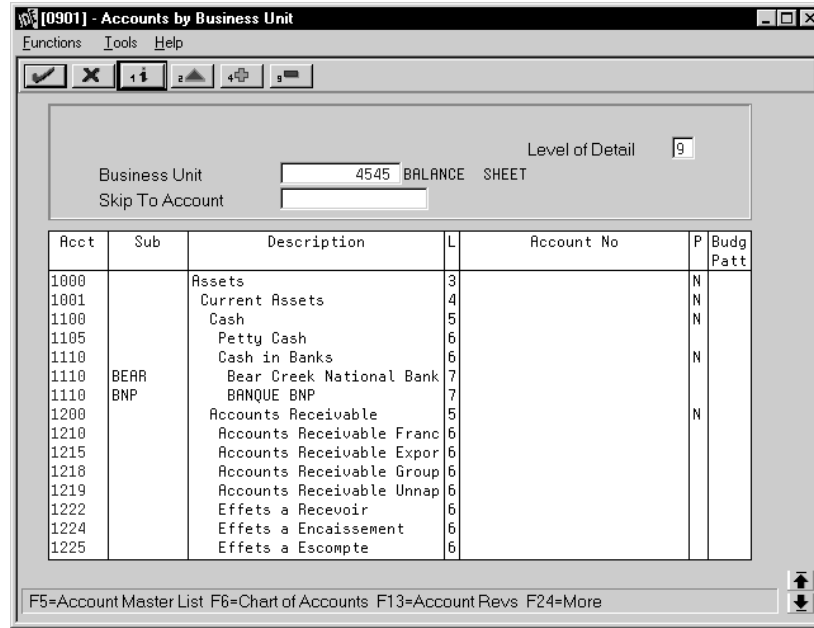 [0901] - Accounts by Business Unit
Functions Tools Help
1 i 2 4 9
Level of Detail 9
Business Unit 4545 BALANCE SHEET
Skip To Account
Acct Sub Description L Account No P Budg
Patt
1000 Assets 3 N
1001 Current Assets 4 N
1100 Cash 5 N
1105 Petty Cash 6
1110 Cash in Banks 6 N
1110 BEAR Bear Creek National Bank 7
1110 BNP BANQUE BNP 7
1200 Accounts Receivable 5 N
1210 Accounts Receivable Franc 6
1215 Accounts Receivable Expor 6
1218 Accounts Receivable Group 6
1219 Accounts Receivable Unnap 6
1222 Effets a Recevoir 6
1224 Effets a Encaissement 6
1225 Effets a Escompte 6
F5=Account Master List F6=Chart of Accounts F13=Account Revs F24=More